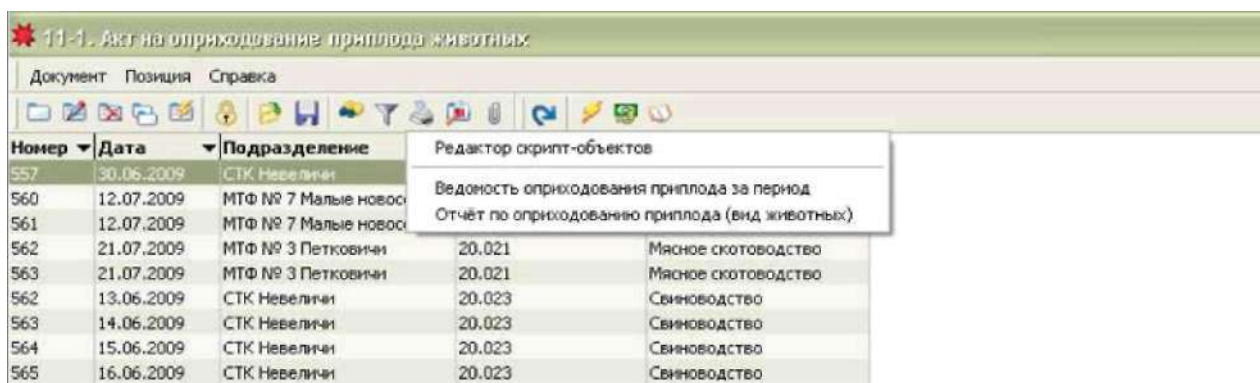 11-1. Акт на оприходование приплода животных
Документ Позиция Справка
Номер Дата Подразделение
Редактор скрипт-объектов
Ведомость оприходования приплода за период
Отчёт по оприходованию приплода (вид животных)
557 30.06.2009 СТК Невеличи
560 12.07.2009 МТФ № 7 Малые новос
561 12.07.2009 МТФ № 7 Малые новос
562 21.07.2009 МТФ № 3 Петковичи 20.021 Мясное скотоводство
563 21.07.2009 МТФ № 3 Петковичи 20.021 Мясное скотоводство
562 13.06.2009 СТК Невеличи 20.023 Свиноводство
563 14.06.2009 СТК Невеличи 20.023 Свиноводство
564 15.06.2009 СТК Невеличи 20.023 Свиноводство
565 16.06.2009 СТК Невеличи 20.023 Свиноводство